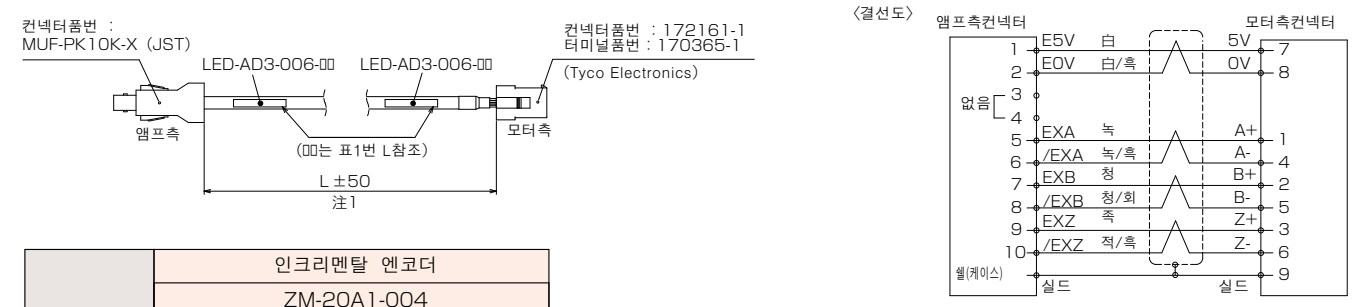 컨넥터품번 :
MUF-PK10K-X (JST)
LED-AD3-006-▯▯
LED-AD3-006-▯▯
컨넥터품번 : 172161-1
터미널품번 : 170365-1
(Tyco Electronics)
앰프측
모터측
(▯▯는 표1번 L참조)
L ±50
注1
인크리멘탈 엔코더
ZM-20A1-004
〈결선도〉
앰프측컨넥터
모터측컨넥터
1 E5V 白 5V 7
2 E0V 白/흑 0V 8
없음 3
4
5 EXA 녹 A+ 1
6 /EXA 녹/흑 A- 4
7 EXB 청 B+ 2
8 /EXB 청/회 B- 5
9 EXZ 족 Z+ 3
10 /EXZ 적/흑 Z- 6
쉘(케이스) 실드 실드 9